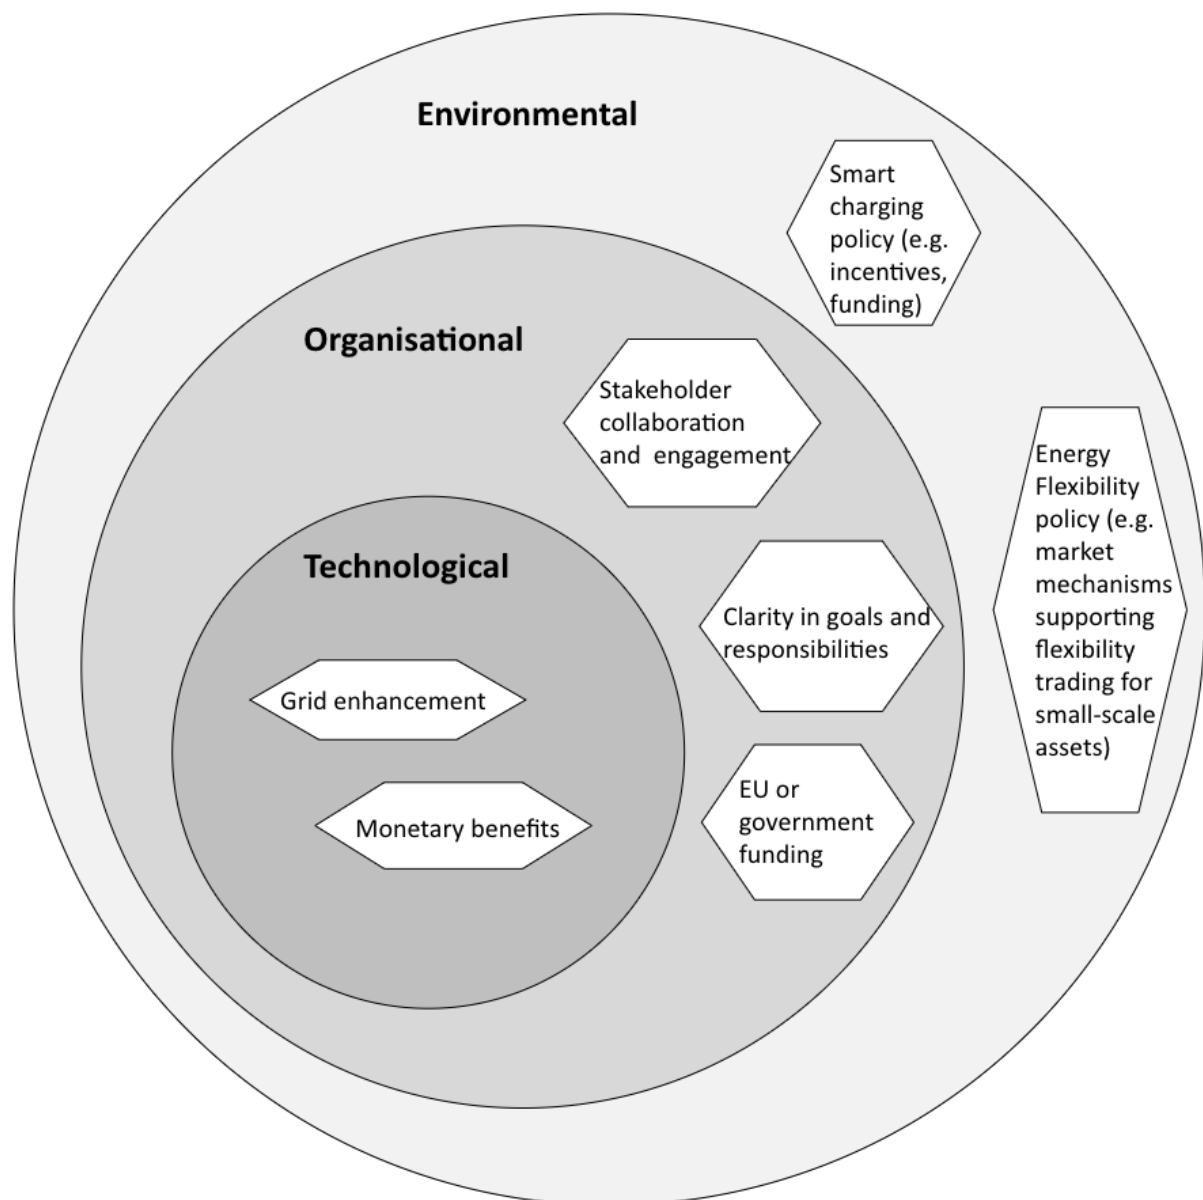 Environmental
Smart
charging
policy (e.g.
incentives,
funding)
Organisational
Stakeholder
collaboration
and  engagement
Energy
Flexibility
policy (e.g.
market
mechanisms
supporting
flexibility
trading for
small-scale
assets)
Technological
Clarity in goals and
responsibilities
Grid enhancement
EU or
government
funding
Monetary benefits